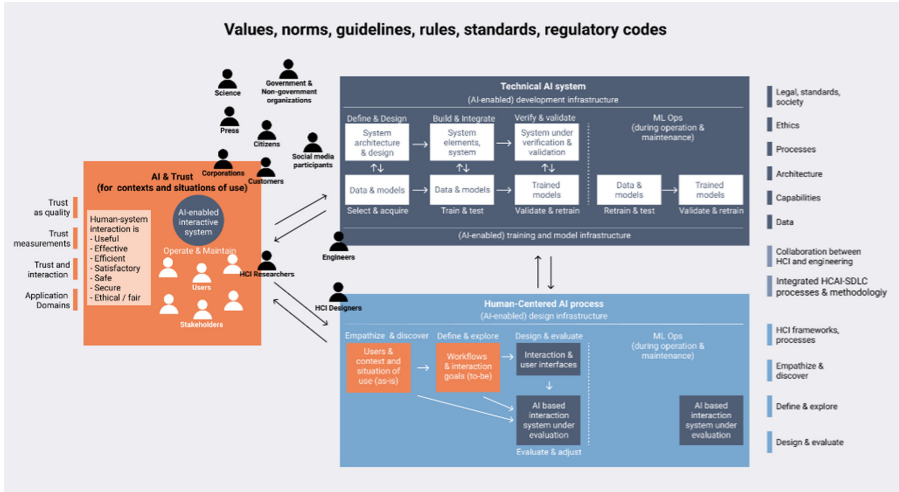 Values, norms, guidelines, rules, standards, regulatory codes
Science
Government &
Non-government
organizations
Press
Citizens
Social media
participants
Corporations
Customers
AI & Trust
(for contexts and situations of use)
Trust
as quality
Trust
measurements
Trust and
interaction
Application
Domains
Human-system
interaction is
- Useful
- Effective
- Efficient
- Satisfactory
- Safe
- Secure
- Ethical / fair
AI-enabled
interactive
system
Operate & Maintain
Users
Stakeholders
HCI Researchers
Engineers
HCI Designers
Technical AI system
(AI-enabled) development infrastructure
Define & Design
Build & Integrate
Verify & validate
ML Ops
(during operation &
maintenance)
System
architecture
& design
System
elements,
system
System under
verification &
validation
Data & models
Data & models
Trained
models
Data &
models
Trained
models
Select & acquire
Train & test
Validate & retrain
Retrain & test
Validate & retrain
(AI-enabled) training and model infrastructure
Human-Centered AI process
(AI-enabled) design infrastructure
Empathize & discover
Define & explore
Design & evaluate
ML Ops
(during operation &
maintenance)
Users &
context and
situation of
use (as-is)
Workflows
& interaction
goals (to-be)
Interaction &
user interfaces
AI based
interaction
system under
evaluation
AI based
interaction
system under
evaluation
Evaluate & adjust
Legal, standards,
society
Ethics
Processes
Architecture
Capabilities
Data
Collaboration between
HCI and engineering
Integrated HCAI-SDLC
processes & methodologiy
HCI frameworks,
processes
Empathize &
discover
Define & explore
Design & evaluate